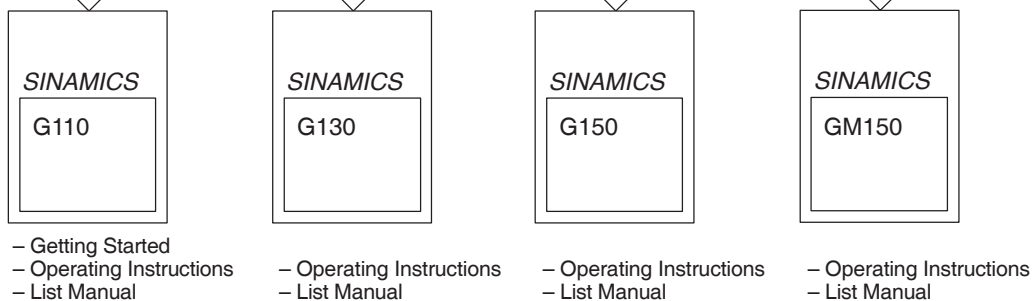 SINAMICS
G110
– Getting Started
– Operating Instructions
– List Manual
SINAMICS
G130
– Operating Instructions
– List Manual
SINAMICS
G150
– Operating Instructions
– List Manual
SINAMICS
GM150
– Operating Instructions
– List Manual